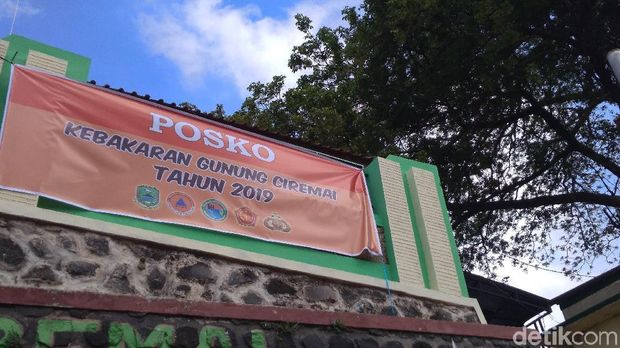 POSKO
KEBAKARAN GUNUNG CIREMAI
TAHUN 2019
detikcom